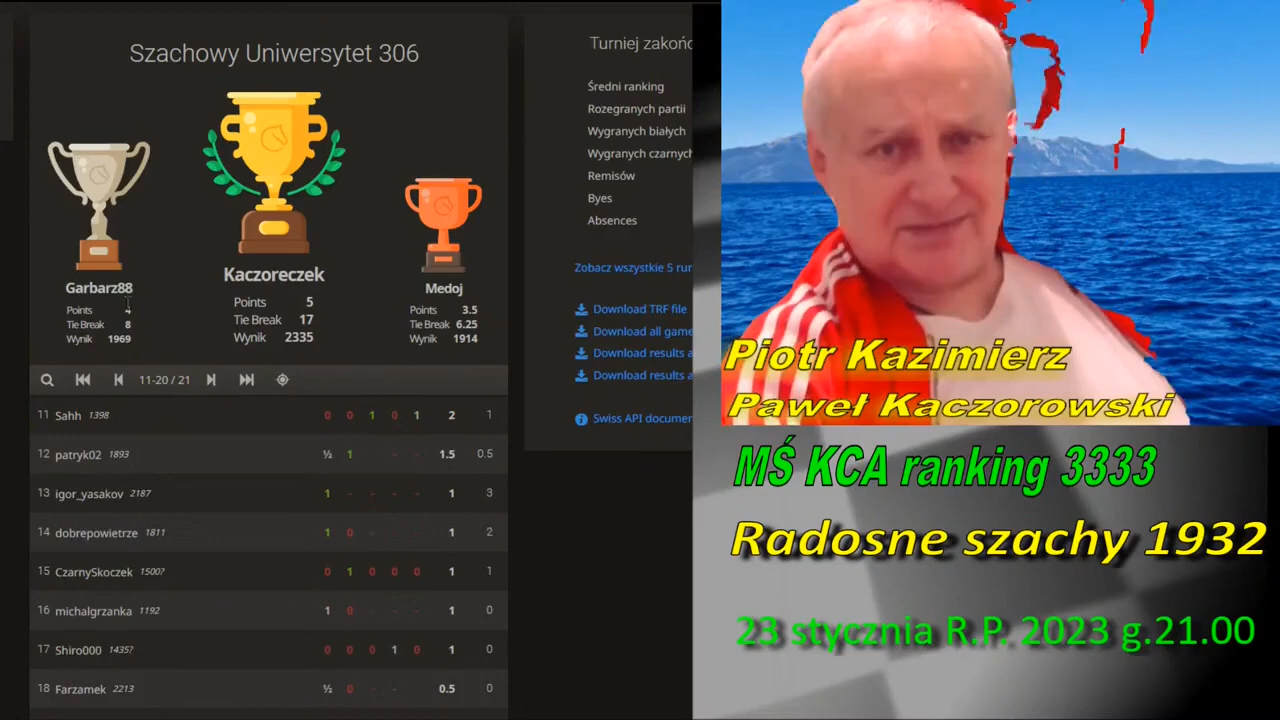 Szachowy Uniwersytet 306
Garbarz88
Points 4
Tie Break 8
Wynik 1969
Kaczoreczek
Points 5
Tie Break 17
Wynik 2335
Medoj
Points 3.5
Tie Break 6.25
Wynik 1914
11-20 / 21
11 Sahh 1398 0 0 1 0 1 2 1
12 patryk02 1893 ½ 1 - - 1.5 0.5
13 igor_yasakov 2187 1 - - - - 1 3
14 dobrepowietrze 1811 1 0 - 1 2
15 CzarnySkoczek 1500? 0 1 0 0 0 1 1
16 michalgrzanka 1192 1 0 - - - 1 0
17 Shiro000 1435? 0 0 0 1 0 1 0
18 Farzamek 2213 ½ 0 - - 0.5 0
Turniej zakońc
Średni ranking
Rozegranych partii
Wygranych białych
Wygranych czarnych
Remisów
Byes
Absences
Zobacz wszystkie 5 run
Download TRF file
Download all game
Download results a
Download results a
Swiss API documen
Piotr Kazimierz
Paweł Kaczorowski
MŚ KCA ranking 3333
Radosne szachy 1932
23 stycznia R.P. 2023 g.21.00